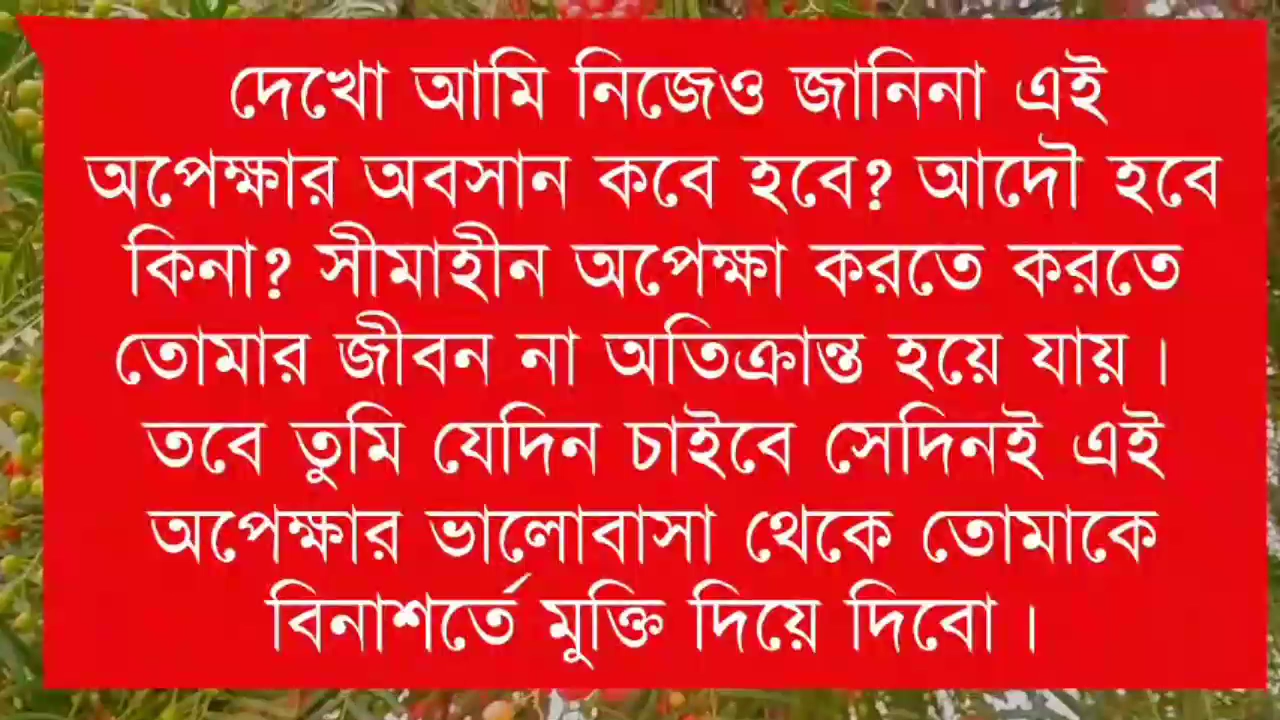 দেখো আমি নিজেও জানিনা এই
অপেক্ষার অবসান কবে হবে? আদৌ হবে
কিনা? সীমাহীন অপেক্ষা করতে করতে
তোমার জীবন না অতিক্রান্ত হয়ে যায়।
তবে তুমি যেদিন চাইবে সেদিনই এই
অপেক্ষার ভালোবাসা থেকে তোমাকে
বিনাশর্তে মুক্তি দিয়ে দিবো।